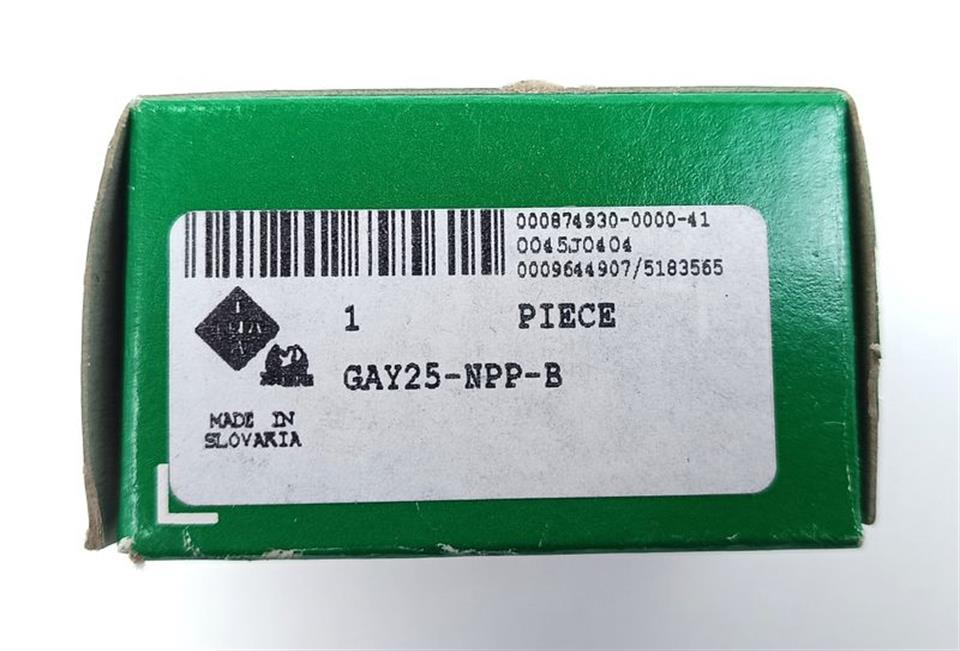 000874930-0000-41
0045J0404
0009644907/5183565
1 PIECE
GAY25-NPP-B
MADE IN
SLOVAKIA